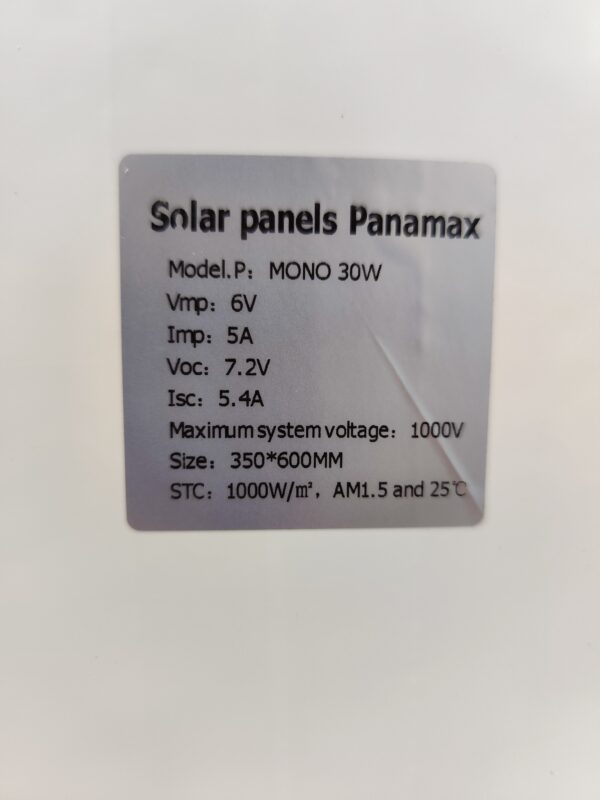 Solar panels Panamax
Model.P: MONO 30W
Vmp: 6V
Imp: 5A
Voc: 7.2V
Isc: 5.4A
Maximum system voltage: 1000V
Size: 350*600MM
STC: 1000W/㎡, AM1.5 and 25℃